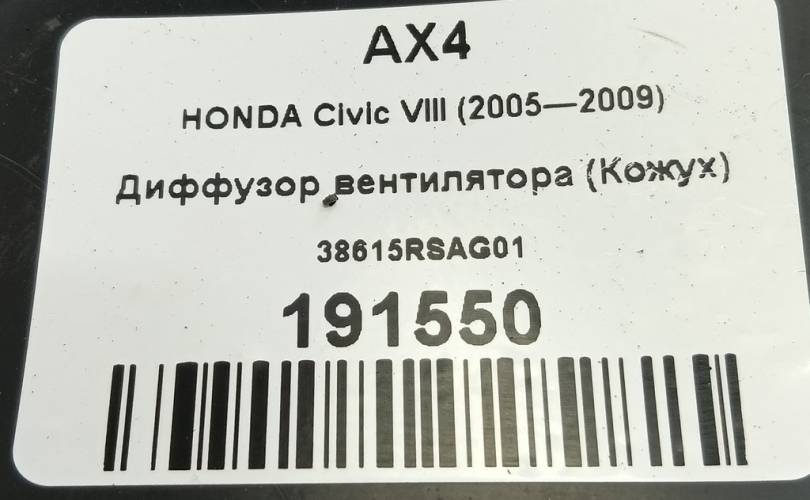 AX4
HONDA Civic VIII (2005—2009)
Диффузор вентилятора (Кожух)
38615RSAG01
191550